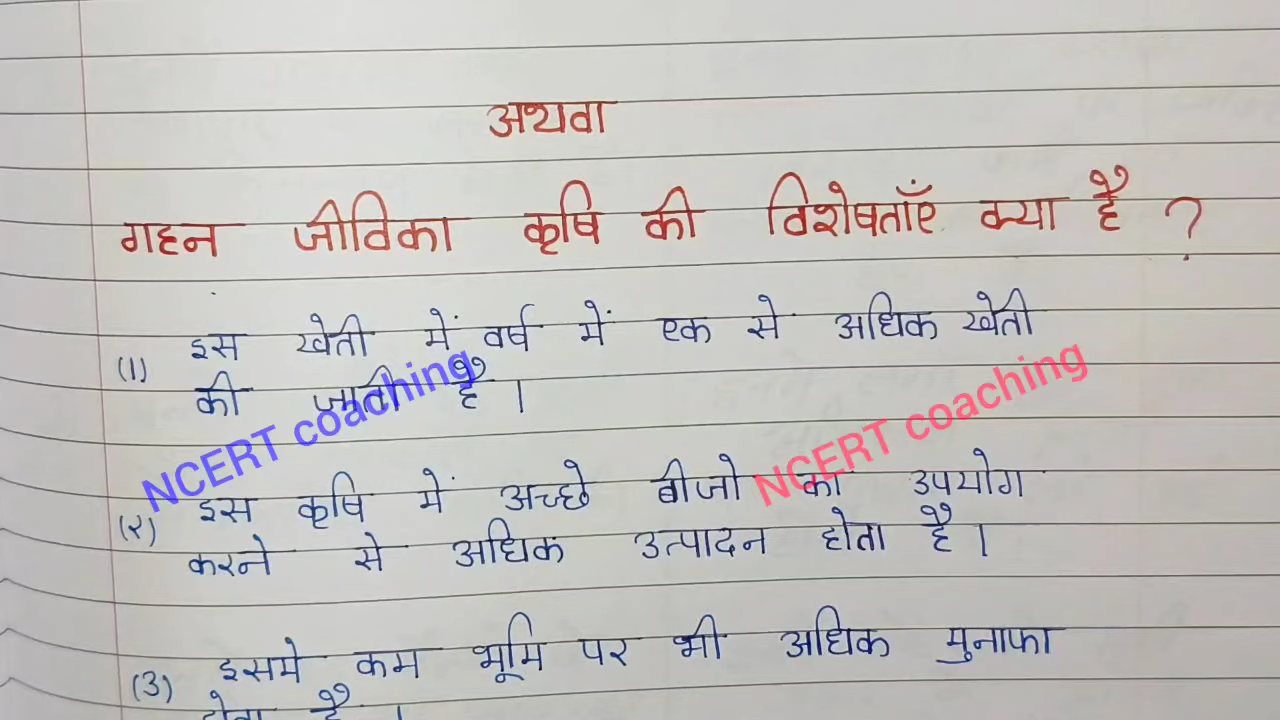 अथवा
गहन जीविका कृषि की विशेषताएँ क्या है ?
(1) इस खेती में वर्ष में एक से अधिक खेती
की जाती है ।
NCERT coaching
NCERT coaching
(२) इस कृषि में अच्छे बीजो का उपयोग
करने से अधिक उत्पादन होता है ।
(3) इसमे कम भूमि पर भी अधिक मुनाफा
होता है ।